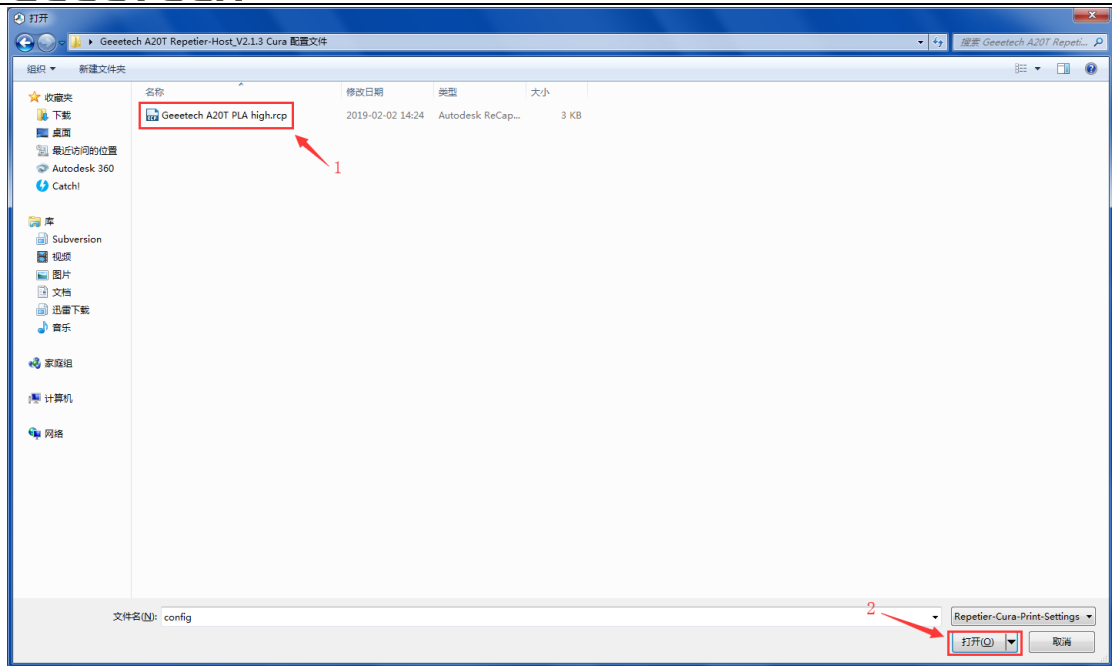 打开
Geeetech A20T Repetier-Host_V2.1.3 Cura 配置文件
搜索 Geeetech A20T Repeti...
组织 新建文件夹
名称 修改日期 类型 大小
收藏夹
Geeetech A20T PLA high.rcp 2019-02-02 14:24 Autodesk ReCap... 3 KB
下载
桌面
最近访问的位置
1
Autodesk 360
Catch!
库
Subversion
视频
图片
文档
迅雷下载
音乐
家庭组
计算机
网络
2
文件名(N): config
Repetier-Cura-Print-Settings
打开(O) 取消